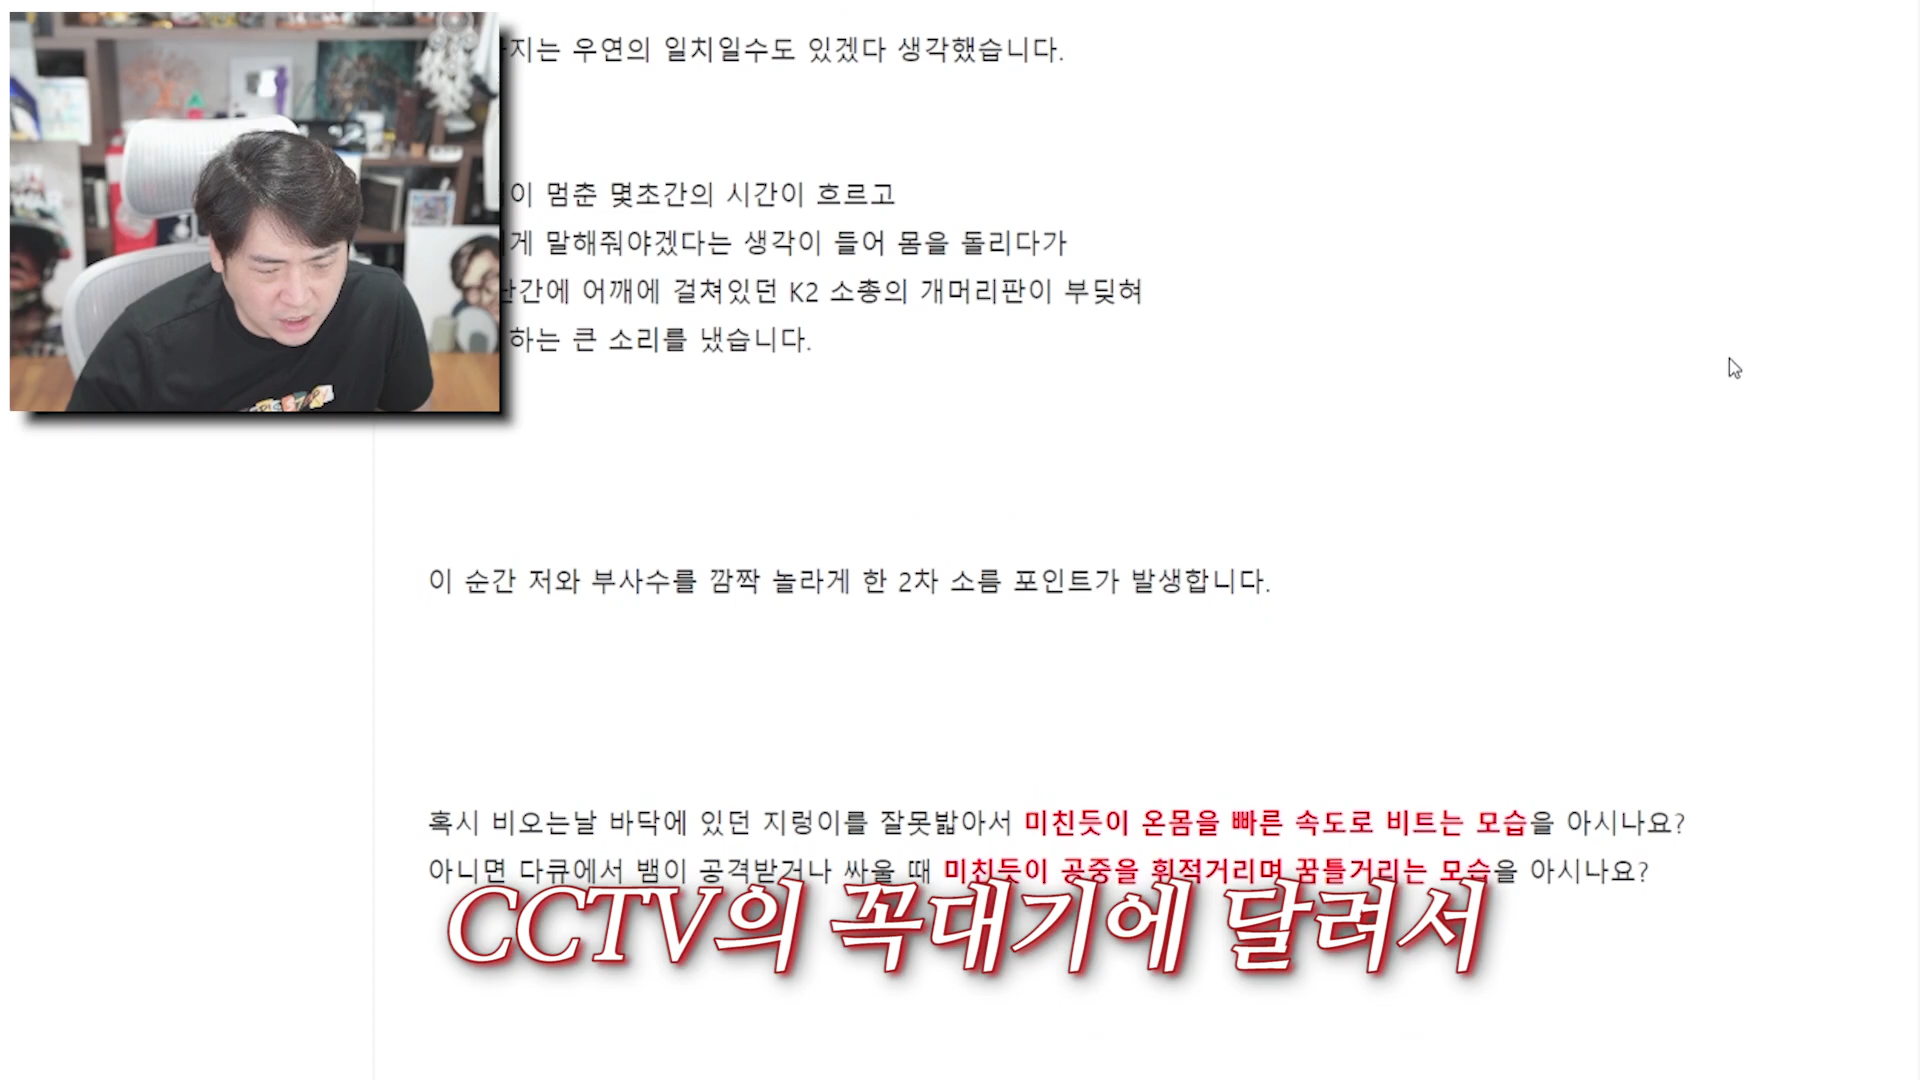 지는 우연의 일치일수도 있겠다 생각했습니다.
이 멈춘 몇초간의 시간이 흐르고
게 말해줘야겠다는 생각이 들어 몸을 돌리다가
간에 어깨에 걸쳐있던 K2 소총의 개머리판이 부딪혀
하는 큰 소리를 냈습니다.
이 순간 저와 부사수를 깜짝 놀라게 한 2차 소름 포인트가 발생합니다.
혹시 비오는날 바닥에 있던 지렁이를 잘못밟아서 미친듯이 온몸을 빠른 속도로 비트는 모습을 아시나요?
아니면 다큐에서 뱀이 공격받거나 싸울 때 미친듯이 공중을 휘적거리며 꿈틀거리는 모습을 아시나요?
CCTV의 꼭대기에 달려서